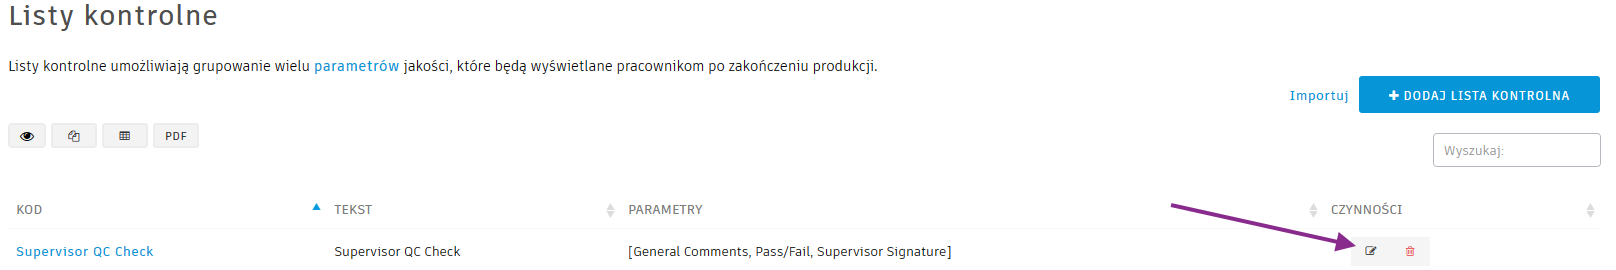 Listy kontrolne
Listy kontrolne umożliwiają grupowanie wielu parametrów jakości, które będą wyświetlane pracownikom po zakończeniu produkcji.
Importuj
DODAJ LISTA KONTROLNA
PDF
Wyszukaj:
KOD TEKST PARAMETRY CZYNNOŚCI
Supervisor QC Check Supervisor QC Check [General Comments, Pass/Fail, Supervisor Signature]